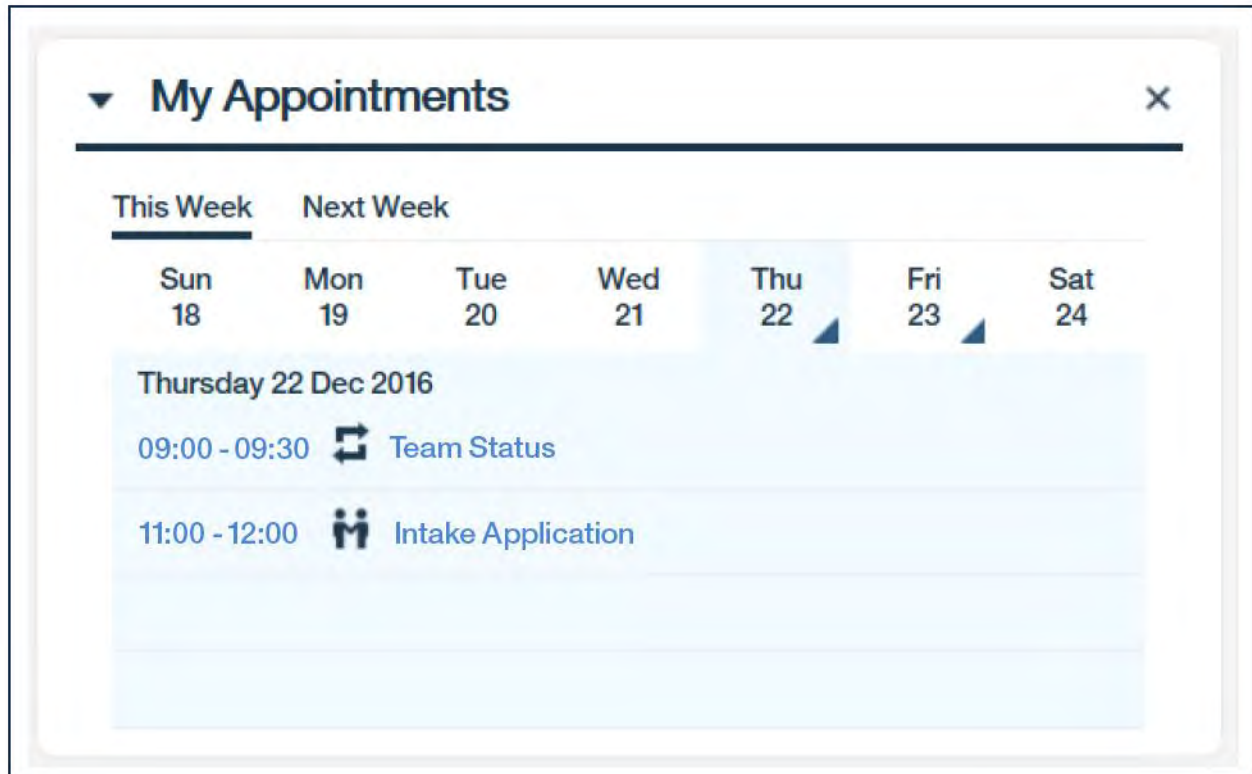 My Appointments
This Week Next Week
Sun Mon Tue Wed Thu Fri Sat
18 19 20 21 22 23 24
Thursday 22 Dec 2016
09:00 - 09:30 Team Status
11:00 - 12:00 Intake Application